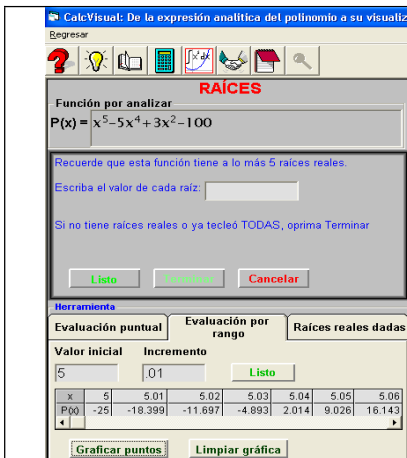 CalcVisual: De la expresión analítica del polinomio a su visualiz
Regresar
RAÍCES
Función por analizar
P(x) = x⁵-5x⁴+3x²-100
Recuerde que esta función tiene a lo más 5 raíces reales.
Escriba el valor de cada raíz:
Si no tiene raíces reales o ya tecleó TODAS, oprima Terminar
Listo Terminar Cancelar
Herramienta
Evaluación puntual Evaluación por rango Raíces reales dadas
Valor inicial Incremento
5 .01 Listo
x 5 5.01 5.02 5.03 5.04 5.05 5.06
P(x) -25 -18.399 -11.697 -4.893 2.014 9.026 16.143
Graficar puntos Limpiar gráfica